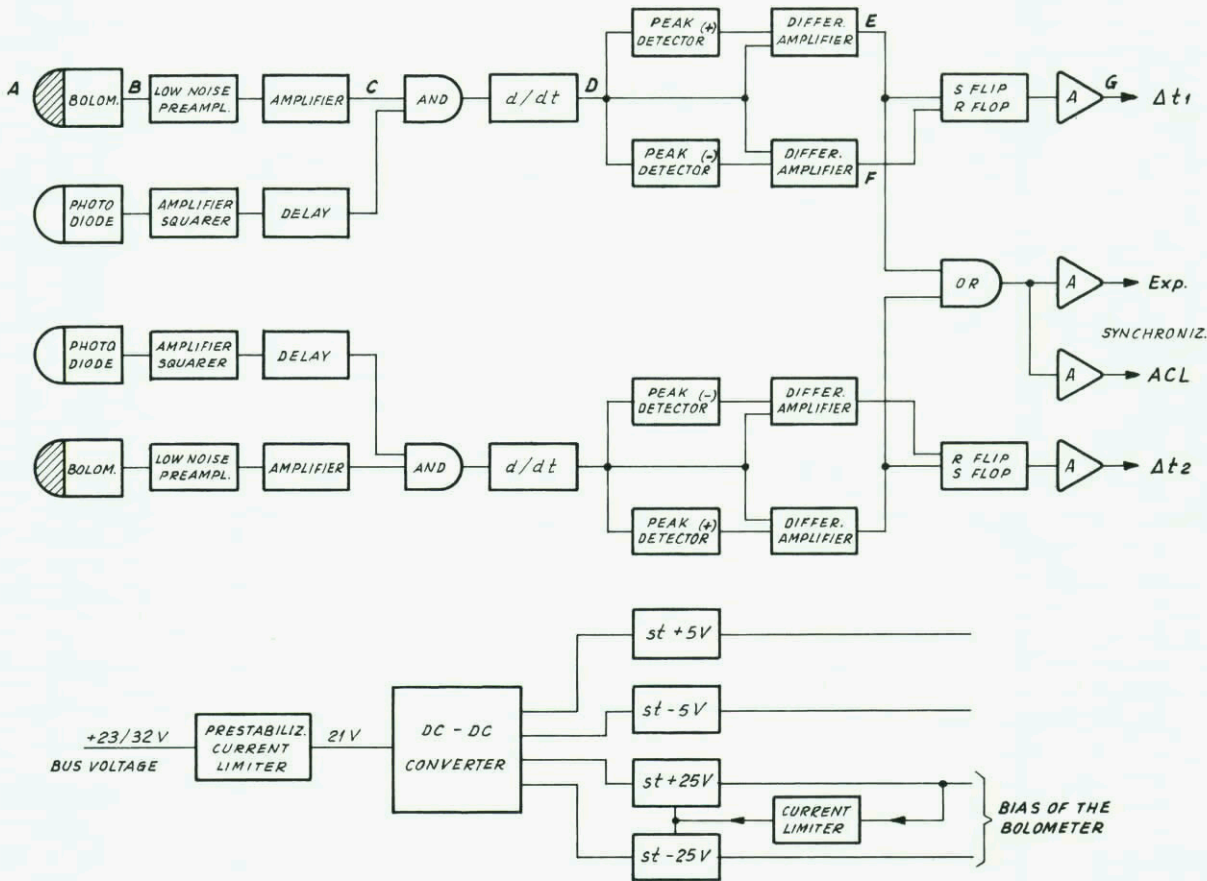 PEAK (+)
DETECTOR
DIFFER.
AMPLIFIER
E
A
BOLOM.
B
LOW NOISE
PREAMPL.
AMPLIFIER
C
AND
d/dt
D
S FLIP
R FLOP
A
G
Δt1
PEAK (-)
DETECTOR
DIFFER.
AMPLIFIER
F
PHOTO
DIODE
AMPLIFIER
SQUARER
DELAY
OR
A
Exp.
SYNCHRONIZ.
PHOTO
DIODE
AMPLIFIER
SQUARER
DELAY
A
ACL
PEAK (-)
DETECTOR
DIFFER.
AMPLIFIER
BOLOM.
LOW NOISE
PREAMPL.
AMPLIFIER
AND
d/dt
R FLIP
S FLOP
A
Δt2
PEAK (+)
DETECTOR
DIFFER.
AMPLIFIER
st +5V
+23/32 V
BUS VOLTAGE
PRESTABILIZ.
CURRENT
LIMITER
21V
DC - DC
CONVERTER
st -5V
st +25V
CURRENT
LIMITER
BIAS OF THE
BOLOMETER
st -25V